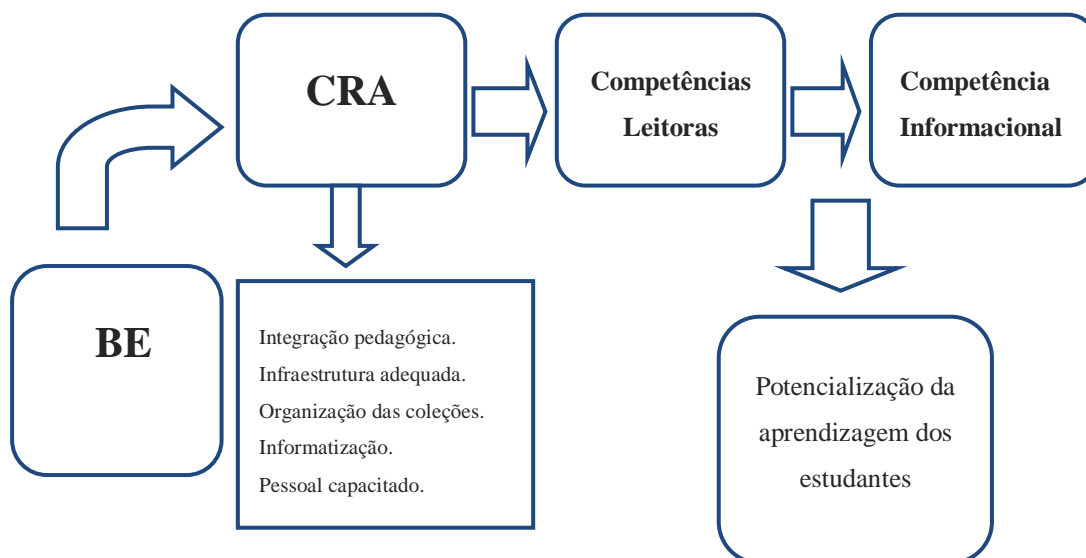 CRA
Competências
Leitoras
Competência
Informacional
BE
Integração pedagógica.
Infraestrutura adequada.
Organização das coleções.
Informatização.
Pessoal capacitado.
Potencialização da
aprendizagem dos
estudantes